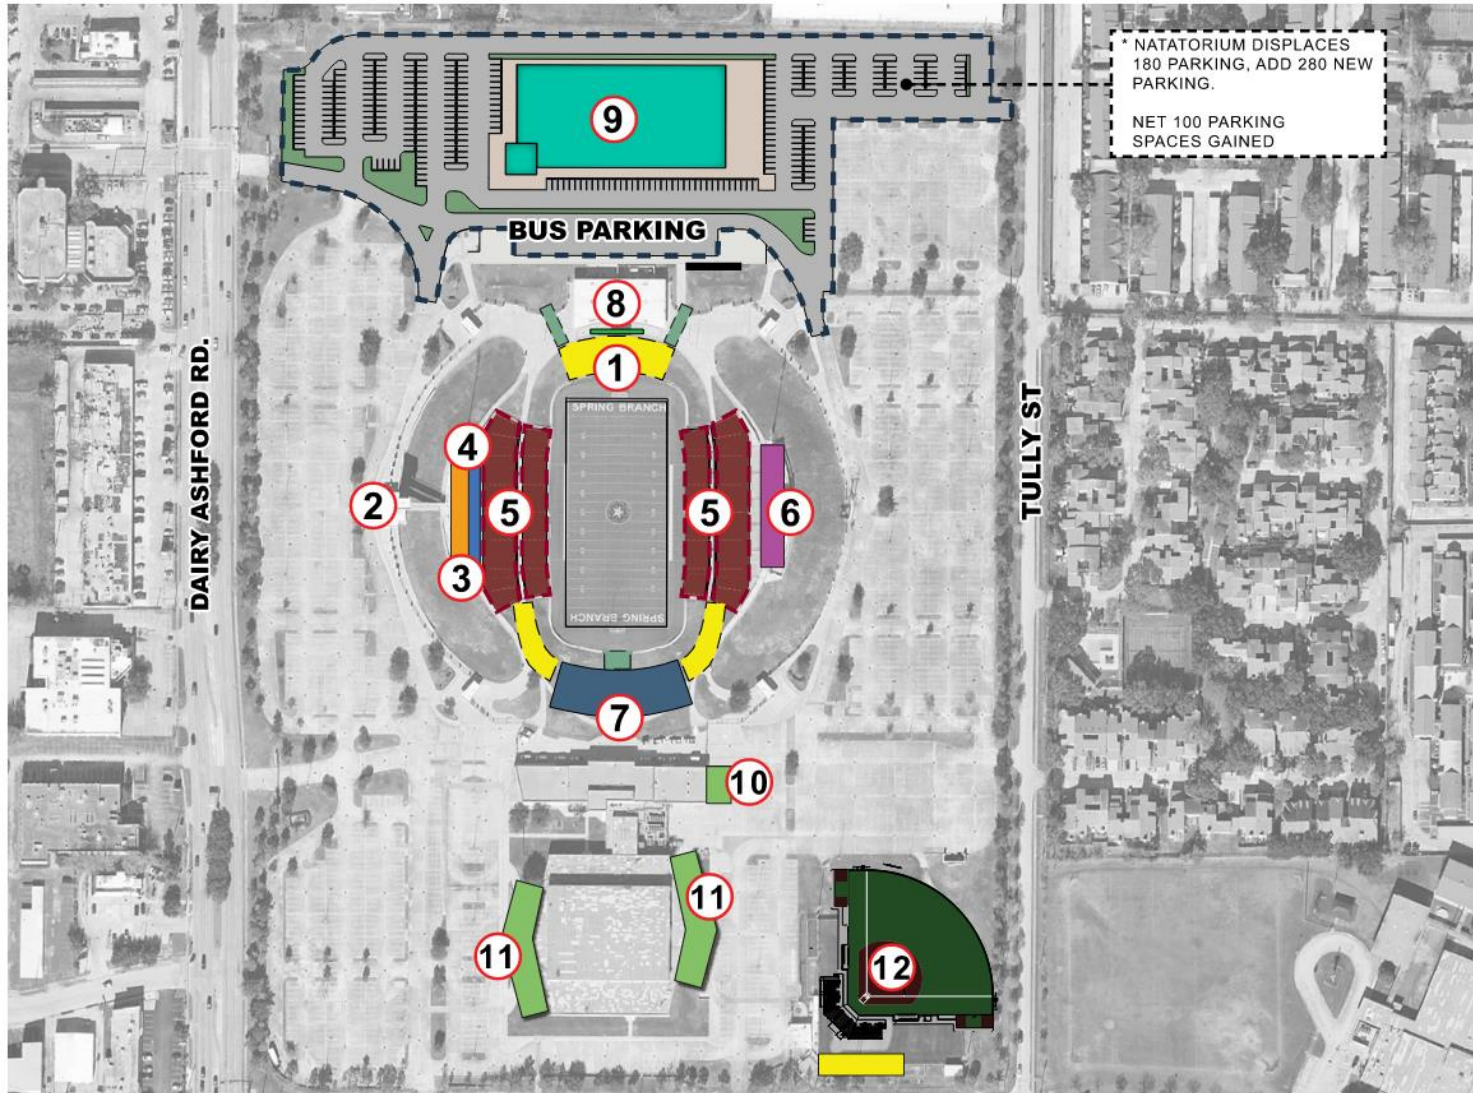 * NATATORIUM DISPLACES
180 PARKING, ADD 280 NEW
PARKING.
NET 100 PARKING
SPACES GAINED
9
BUS PARKING
8
1
SPRING BRANCH
DAIRY ASHFORD RD.
TULLY ST
4
2
5
5
6
3
SPRING BRANCH
7
10
11
11
12